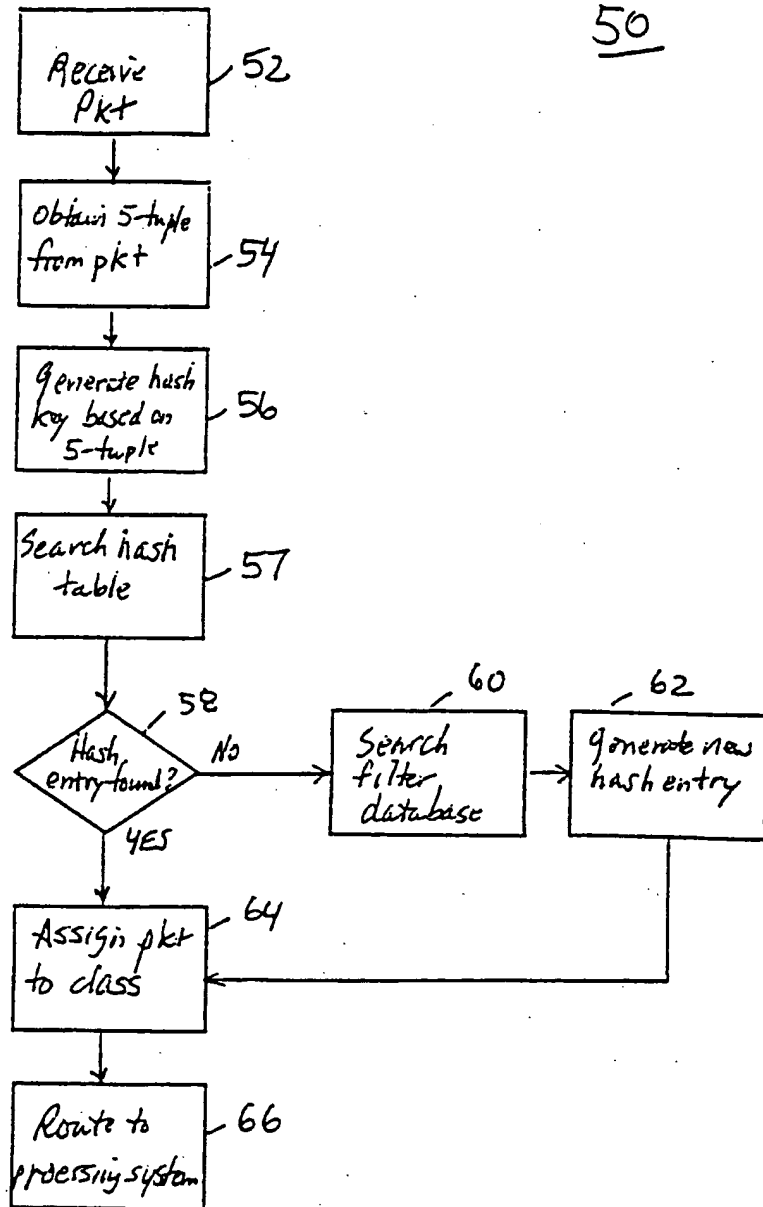 50
Receive
Pkt
52
Obtain 5-tuple
from pkt
54
generate hash
key based on
5-tuple
56
Search hash
table
57
58
Hash
entry found?
No
YES
60
Search
filter
database
62
generate new
hash entry
64
Assign pkt
to class
66
Route to
processing system